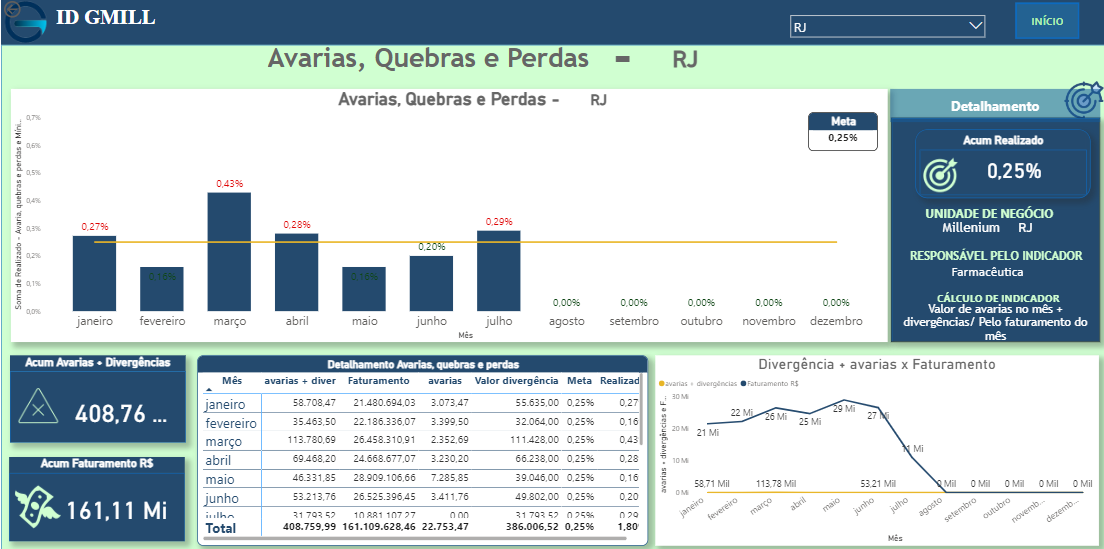 ID GMILL
RJ
INÍCIO
Avarias, Quebras e Perdas - RJ
Avarias, Quebras e Perdas - RJ
Meta
0,25%
Soma de Realizado - Avaria, quebras e perdas e Míni...
0,7%
0,6%
0,5%
0,4%
0,3%
0,2%
0,1%
0,0%
0,27%
0,16%
0,43%
0,28%
0,16%
0,20%
0,29%
0,00%
0,00%
0,00%
0,00%
0,00%
janeiro fevereiro março abril maio junho julho agosto setembro outubro novembro dezembro
Mês
Detalhamento
Acum Realizado
0,25%
UNIDADE DE NEGÓCIO
Millenium RJ
RESPONSÁVEL PELO INDICADOR
Farmacêutica
CÁLCULO DE INDICADOR
Valor de avarias no mês +
divergências/ Pelo faturamento do
mês
Acum Avarias + Divergências
408,76 ...
Acum Faturamento R$
161,11 Mi
Detalhamento Avarias, quebras e perdas
Mês avarias + diver Faturamento avarias Valor divergência Meta Realizad
janeiro 58.708,47 21.480.694,03 3.073,47 55.635,00 0,25% 0,27
fevereiro 35.463,50 22.186.336,07 3.399,50 32.064,00 0,25% 0,16
março 113.780,69 26.458.310,91 2.352,69 111.428,00 0,25% 0,43
abril 69.468,20 24.668.677,07 3.230,20 66.238,00 0,25% 0,28
maio 46.331,85 28.909.106,66 7.285,85 39.046,00 0,25% 0,16
junho 53.213,76 26.525.396,45 3.411,76 49.802,00 0,25% 0,20
julho 31.793,52 10.881.107,27 0,00 31.793,52 0,25% 0,29
Total 408.759,99 161.109.628,46 22.753,47 386.006,52 0,25% 1,80
Divergência + avarias x Faturamento
avarias + divergências Faturamento R$
avarias + divergências e F...
30 Mi
20 Mi
10 Mi
0 Mi
21 Mi
22 Mi
26 Mi
25 Mi
29 Mi
27 Mi
11 Mi
0 Mi
0 Mi
0 Mi
0 Mi
0 Mi
58,71 Mil
113,78 Mil
53,21 Mil
janeiro fevereiro março abril maio junho julho agosto setembro outubro novemb... dezemb...
Mês